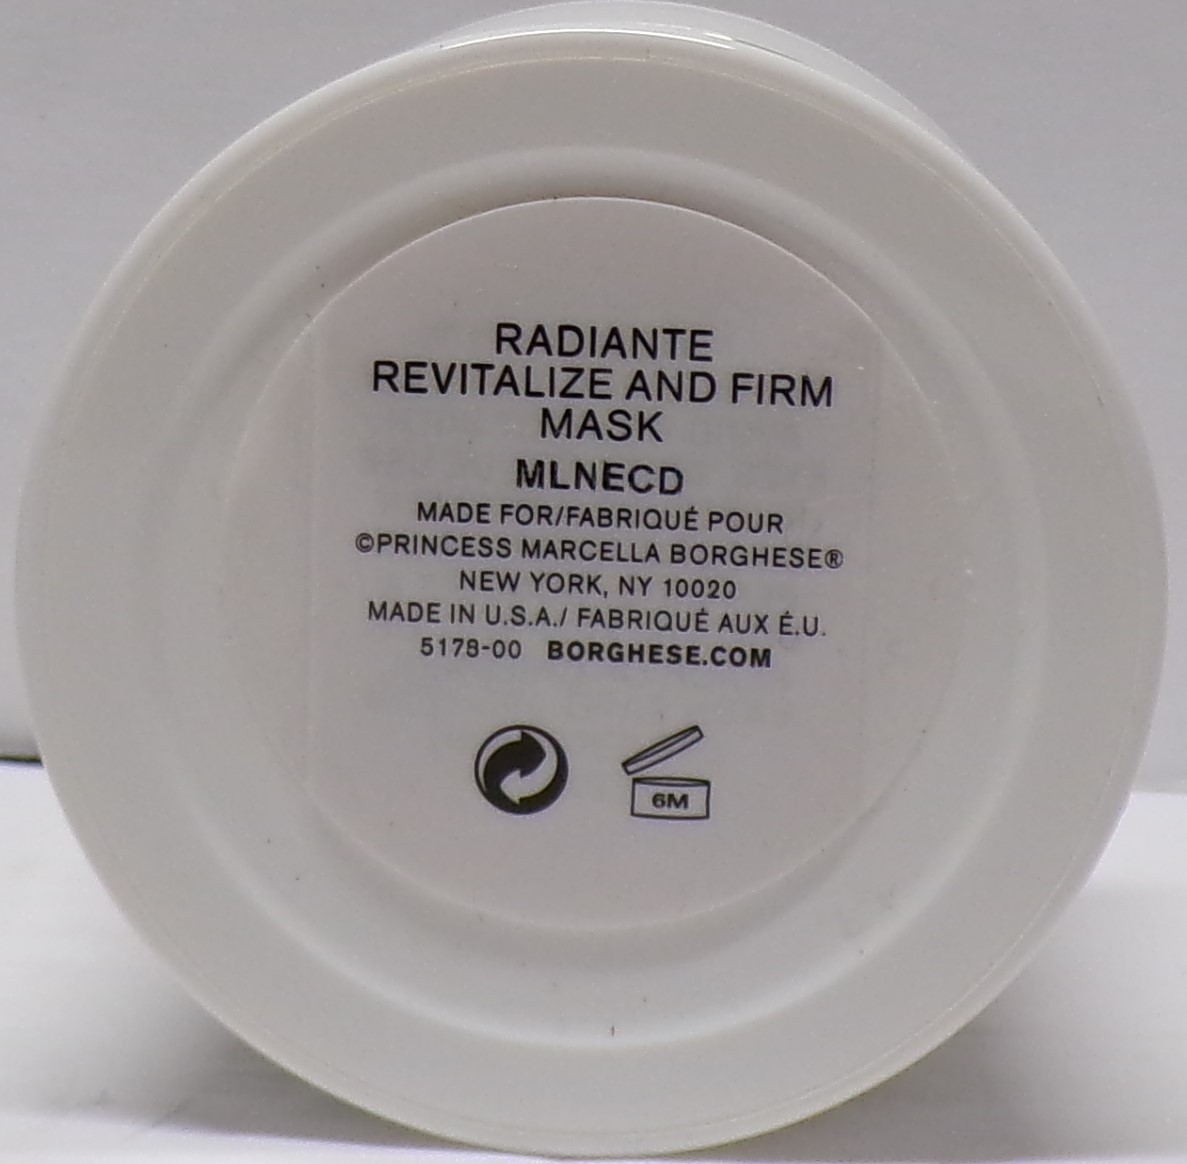 RADIANTE
REVITALIZE AND FIRM
MASK
MLNECD
MADE FOR/FABRIQUÉ POUR
©PRINCESS MARCELLA BORGHESE®
NEW YORK, NY 10020
MADE IN U.S.A./ FABRIQUÉ AUX É.U.
5178-00 BORGHESE.COM
6M